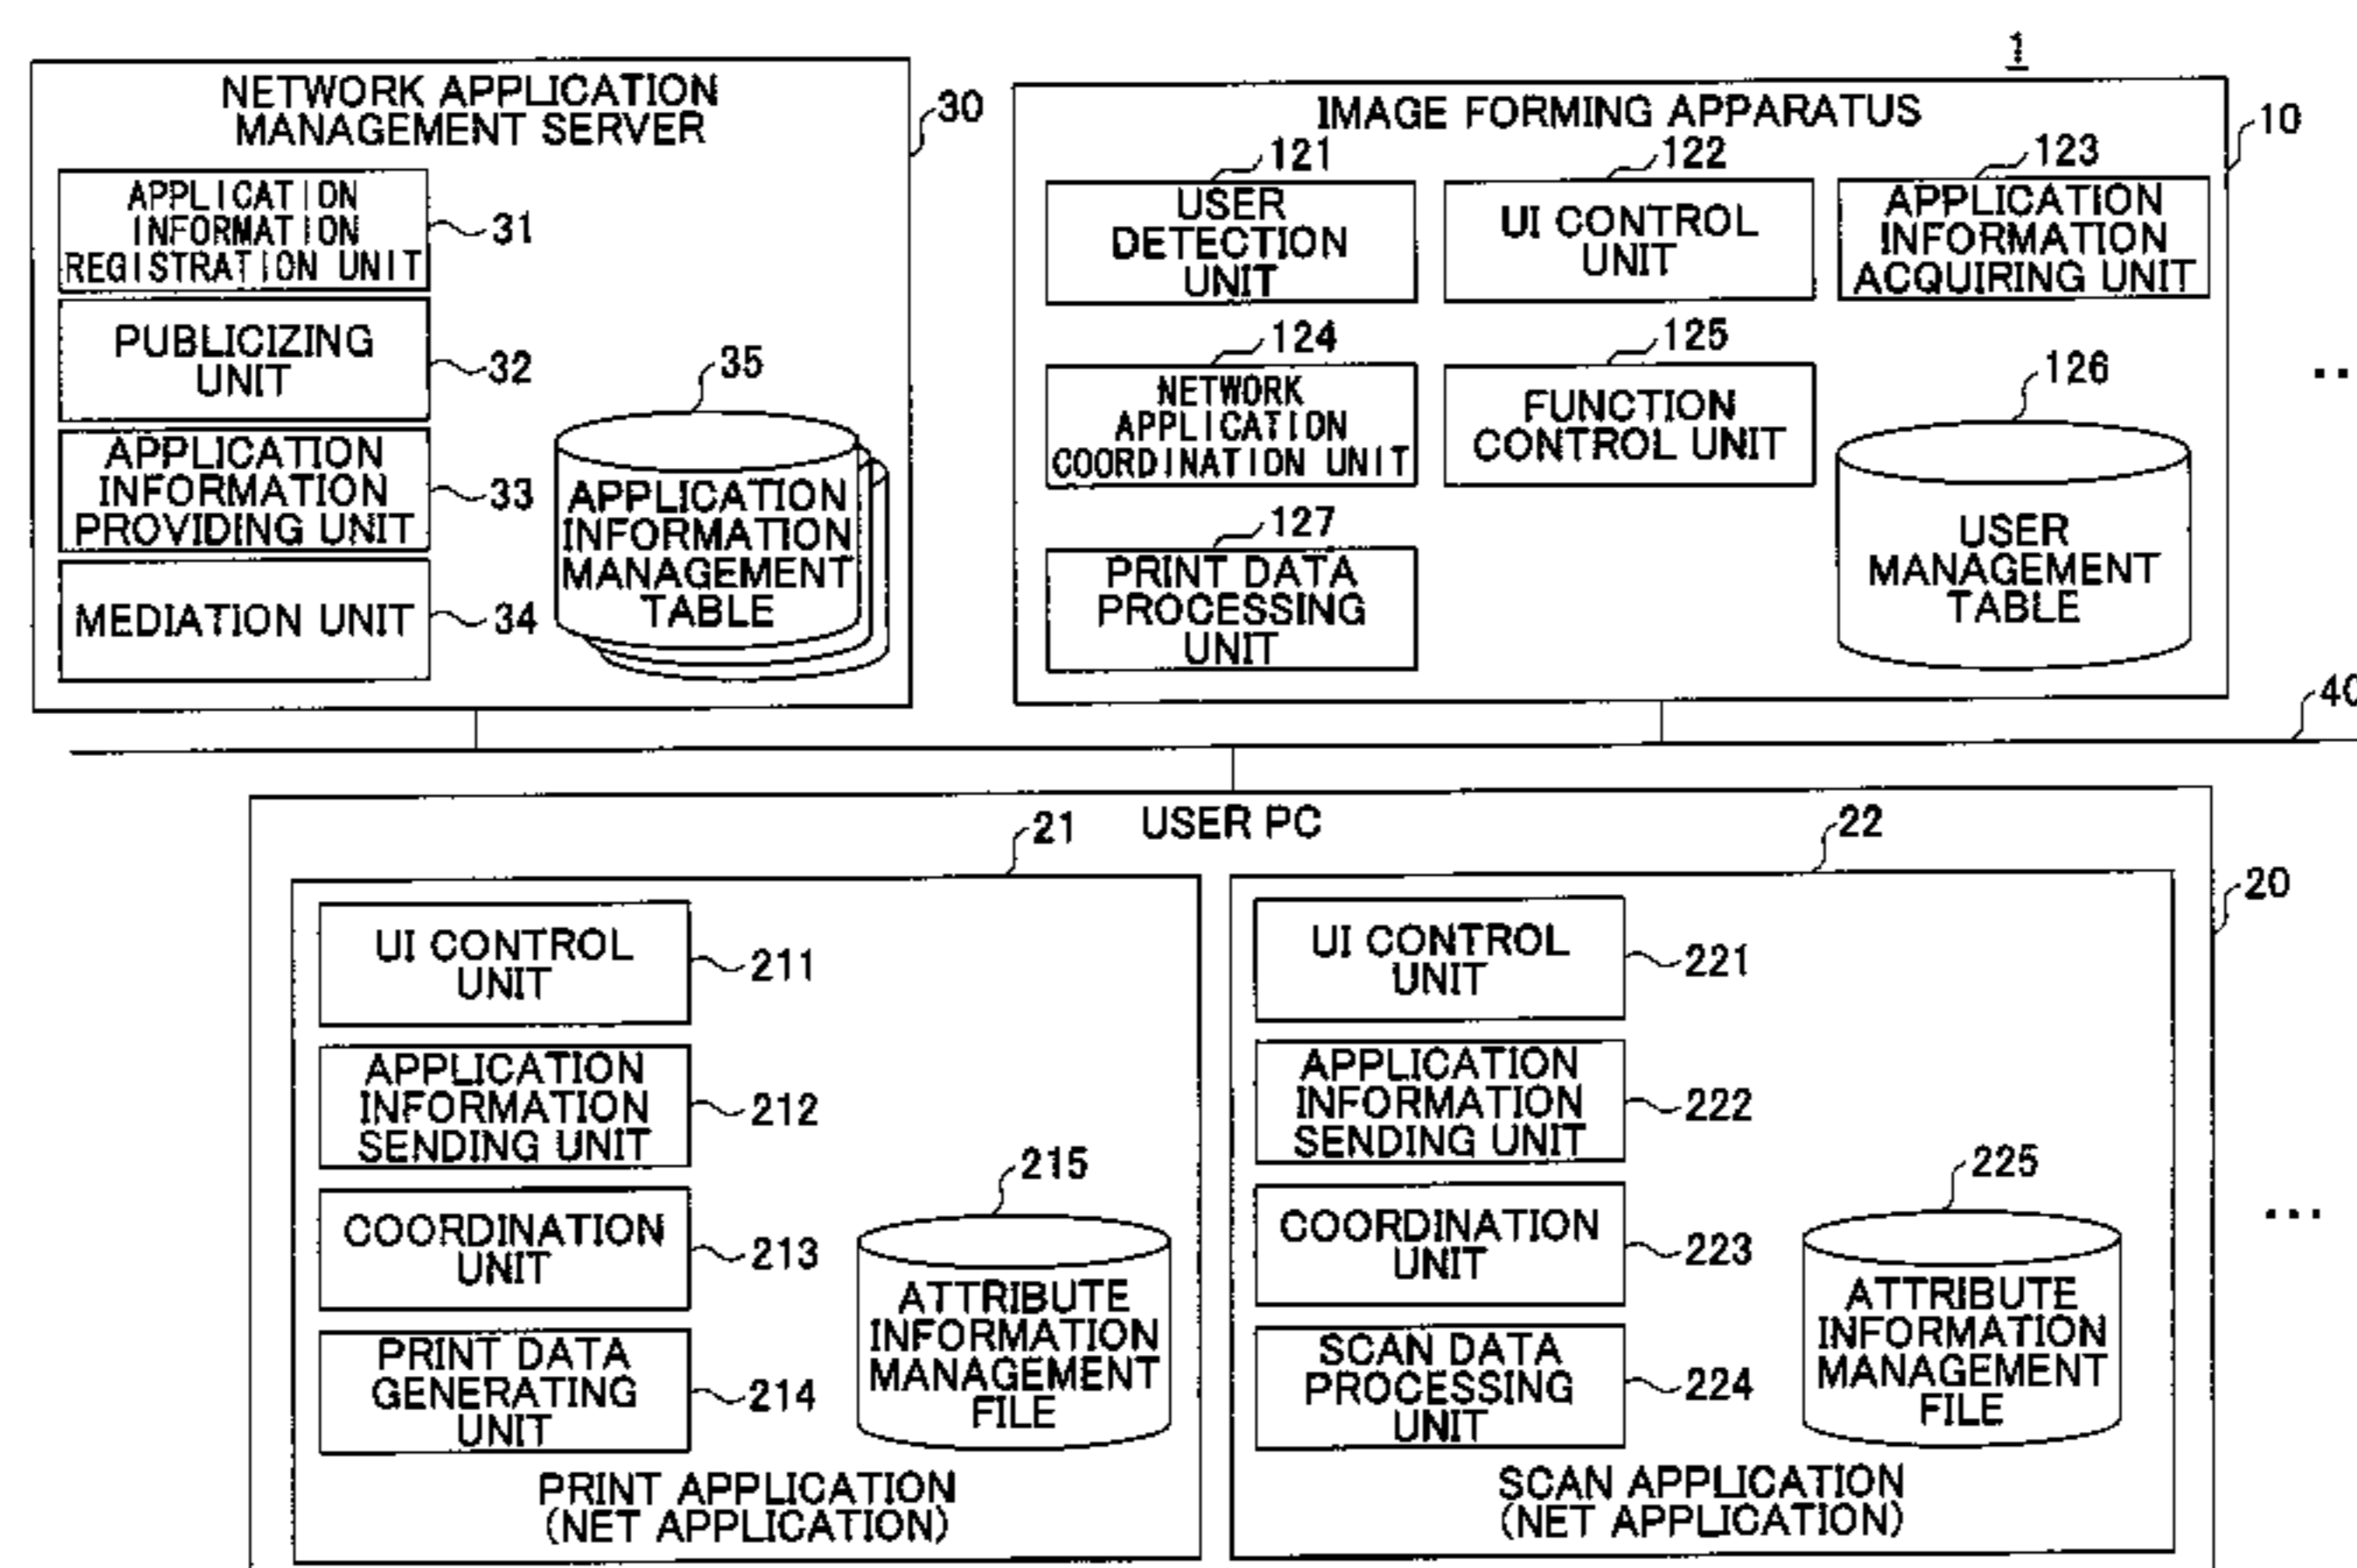 1
NETWORK APPLICATION
MANAGEMENT SERVER
30
APPLICATION
INFORMATION
REGISTRATION UNIT
31
PUBLICIZING
UNIT
32
APPLICATION
INFORMATION
PROVIDING UNIT
33
MEDIATION UNIT
34
35
APPLICATION
INFORMATION
MANAGEMENT
TABLE
IMAGE FORMING APPARATUS
10
121
USER
DETECTION
UNIT
122
UI CONTROL
UNIT
123
APPLICATION
INFORMATION
ACQUIRING UNIT
124
NETWORK
APPLICATION
COORDINATION UNIT
125
FUNCTION
CONTROL UNIT
126
USER
MANAGEMENT
TABLE
127
PRINT DATA
PROCESSING
UNIT
..
40
USER PC
20
21
UI CONTROL
UNIT
211
APPLICATION
INFORMATION
SENDING UNIT
212
COORDINATION
UNIT
213
PRINT DATA
GENERATING
UNIT
214
215
ATTRIBUTE
INFORMATION
MANAGEMENT
FILE
PRINT APPLICATION
(NET APPLICATION)
22
UI CONTROL
UNIT
221
APPLICATION
INFORMATION
SENDING UNIT
222
COORDINATION
UNIT
223
SCAN DATA
PROCESSING
UNIT
224
225
ATTRIBUTE
INFORMATION
MANAGEMENT
FILE
SCAN APPLICATION
(NET APPLICATION)
...